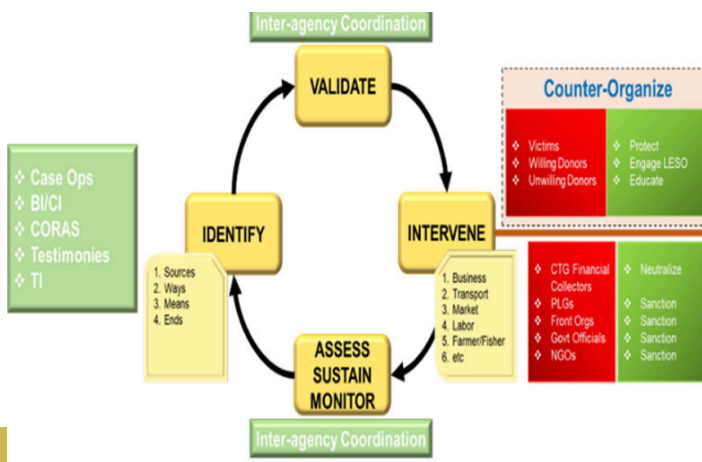 Inter-agency Coordination
VALIDATE
Case Ops
BI/CI
CORAS
Testimonies
TI
IDENTIFY
1. Sources
2. Ways
3. Means
4. Ends
INTERVENE
1. Business
2. Transport
3. Market
4. Labor
5. Farmer/Fisher
6. etc
Counter-Organize
Victims
Willing Donors
Unwilling Donors
Protect
Engage LESO
Educate
CTG Financial
Collectors
PLGs
Front Orgs
Govt Officials
NGOs
Neutralize
Sanction
Sanction
Sanction
Sanction
ASSESS
SUSTAIN
MONITOR
Inter-agency Coordination